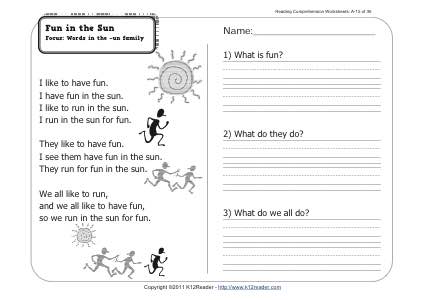 Reading Comprehension Worksheets: A-15 of 36
Fun in the Sun
Focus: Words in the -un family
I like to have fun.
I have fun in the sun.
I like to run in the sun.
I run in the sun for fun.
They like to have fun.
I see them have fun in the sun.
They run for fun in the sun.
We all like to run,
and we all like to have fun,
so we run in the sun for fun.
Name:
1) What is fun?
2) What do they do?
3) What do we all do?
Copyright ©2011 K12Reader - http://www.k12reader.com